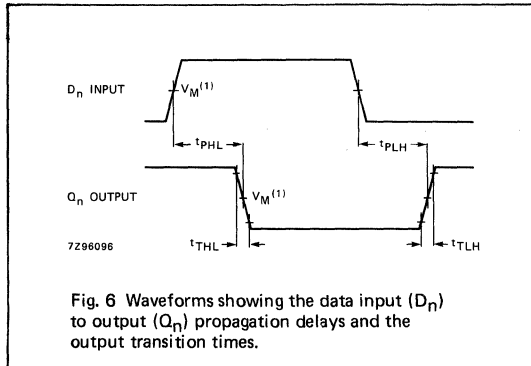 Dn INPUT
VM(1)
tPHL
tPLH
Qn OUTPUT
VM(1)
7Z96096
tTHL
tTLH
Fig. 6 Waveforms showing the data input (Dn)
to output (Qn) propagation delays and the
output transition times.